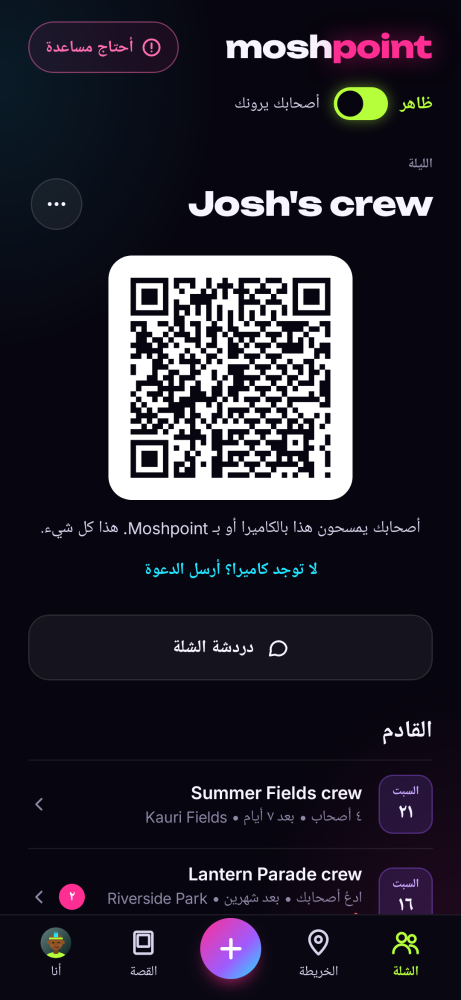 moshpoint
أحتاج مساعدة
ظاهر أصحابك يرونك
الليلة
Josh's crew
أصحابك يمسحون هذا بالكاميرا أو بـ Moshpoint. هذا كل شيء.
لا توجد كاميرا؟ أرسل الدعوة
دردشة الشلة
القادم
السبت
٢١
Summer Fields crew
٤ أصحاب • بعد ٧ أيام • Kauri Fields
السبت
١٦
Lantern Parade crew
ادعُ أصحابك • بعد شهرين • Riverside Park
٢
الشلة
الخريطة
القصة
أنا